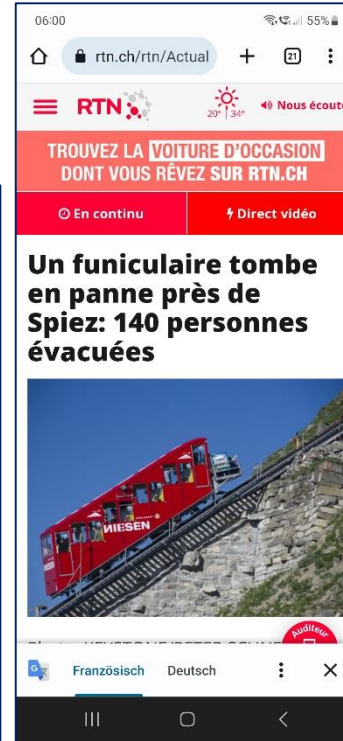 06:00
55%
rtn.ch/rtn/Actual
21
RTN
20° | 34°
Nous écoute
TROUVEZ LA VOITURE D'OCCASION
DONT VOUS RÊVEZ SUR RTN.CH
En continu
Direct vidéo
Un funiculaire tombe
en panne près de
Spiez: 140 personnes
évacuées
NIESEN
Auditeur
Französisch
Deutsch